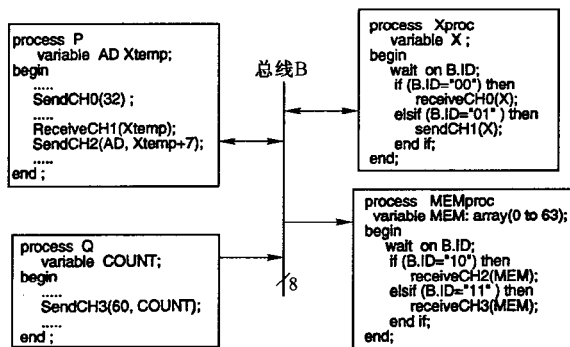 process P
variable AD Xtemp;
begin
.....
SendCH0(32) ;
.....
ReceiveCH1(Xtemp);
SendCH2(AD, Xtemp+7);
.....
end ;
process Q
variable COUNT;
begin
.....
SendCH3(60, COUNT);
.....
end ;
总线B
8
process Xproc
variable X ;
begin
wait on B.ID;
if (B.ID="00") then
receiveCH0(X);
elsif (B.ID="01" ) then
sendCH1(X);
end if;
end;
process MEMproc
variable MEM: array(0 to 63);
begin
wait on B.ID;
if (B.ID="10") then
receiveCH2(MEM);
elsif (B.ID="11" ) then
receiveCH3(MEM);
end if;
end;